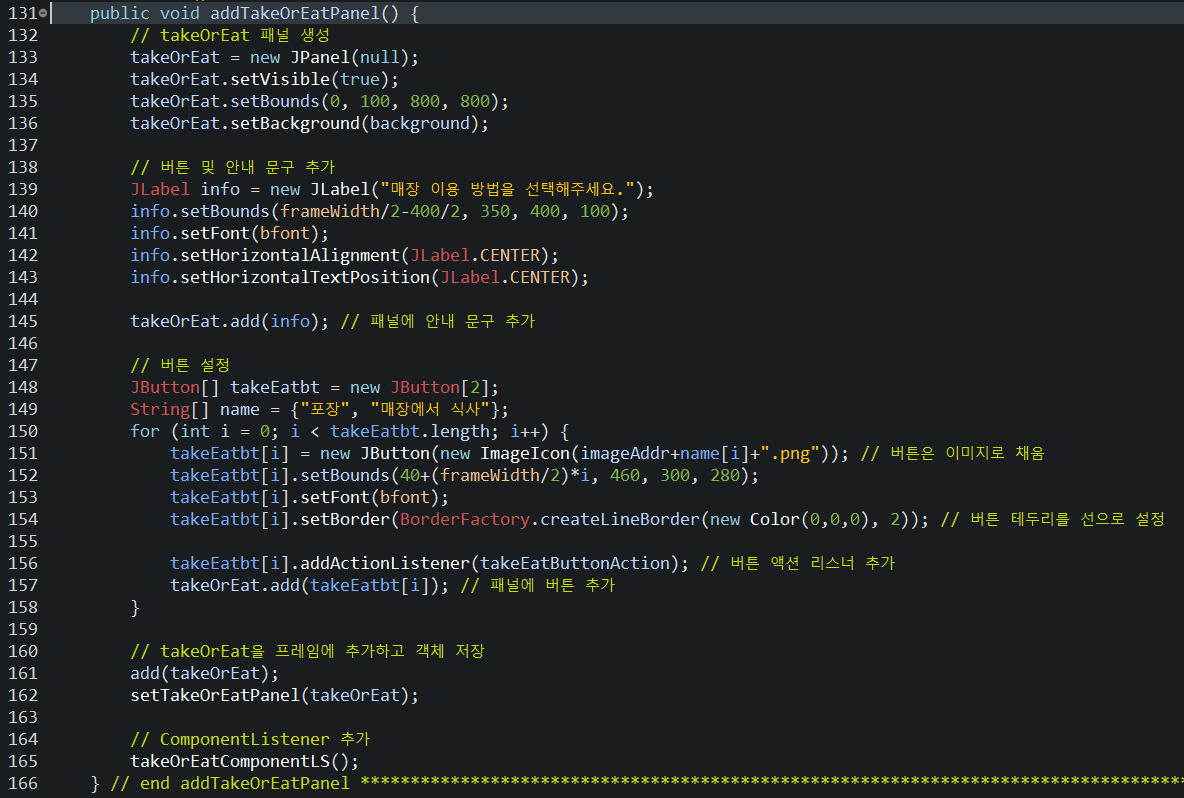 131 public void addTakeOrEatPanel() {
132 // takeOrEat 패널 생성
133 takeOrEat = new JPanel(null);
134 takeOrEat.setVisible(true);
135 takeOrEat.setBounds(0, 100, 800, 800);
136 takeOrEat.setBackground(background);
137
138 // 버튼 및 안내 문구 추가
139 JLabel info = new JLabel("매장 이용 방법을 선택해주세요.");
140 info.setBounds(frameWidth/2-400/2, 350, 400, 100);
141 info.setFont(bfont);
142 info.setHorizontalAlignment(JLabel.CENTER);
143 info.setHorizontalTextPosition(JLabel.CENTER);
144
145 takeOrEat.add(info); // 패널에 안내 문구 추가
146
147 // 버튼 설정
148 JButton[] takeEatbt = new JButton[2];
149 String[] name = {"포장", "매장에서 식사"};
150 for (int i = 0; i < takeEatbt.length; i++) {
151 takeEatbt[i] = new JButton(new ImageIcon(imageAddr+name[i]+".png")); // 버튼은 이미지로 채움
152 takeEatbt[i].setBounds(40+(frameWidth/2)*i, 460, 300, 280);
153 takeEatbt[i].setFont(bfont);
154 takeEatbt[i].setBorder(BorderFactory.createLineBorder(new Color(0,0,0), 2)); // 버튼 테두리를 선으로 설정
155
156 takeEatbt[i].addActionListener(takeEatButtonAction); // 버튼 액션 리스너 추가
157 takeOrEat.add(takeEatbt[i]); // 패널에 버튼 추가
158 }
159
160 // takeOrEat을 프레임에 추가하고 객체 저장
161 add(takeOrEat);
162 setTakeOrEatPanel(takeOrEat);
163
164 // ComponentListener 추가
165 takeOrEatComponentLS();
166 } // end addTakeOrEatPanel ***********************************************************************************